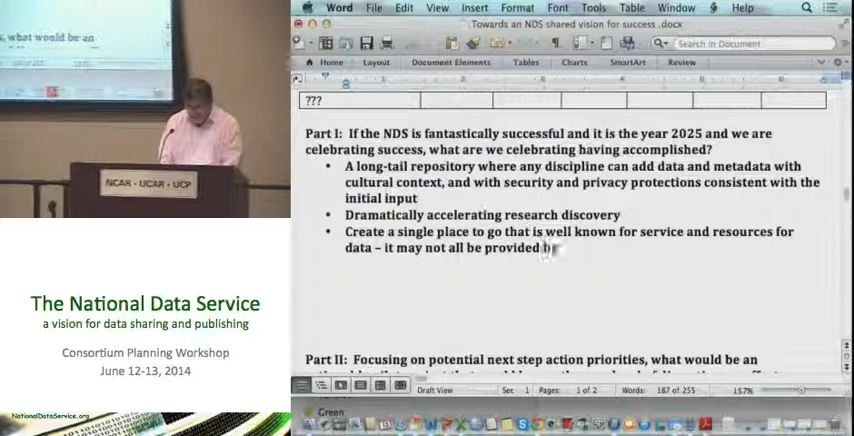 Word File Edit View Insert Format Font Tools Table Window Help
Towards an NDS shared vision for success .docx
Search in Document
Home Layout Document Elements Tables Charts SmartArt Review
???
Part I: If the NDS is fantastically successful and it is the year 2025 and we are
celebrating success, what are we celebrating having accomplished?
• A long-tail repository where any discipline can add data and metadata with
cultural context, and with security and privacy protections consistent with the
initial input
• Dramatically accelerating research discovery
• Create a single place to go that is well known for service and resources for
data – it may not all be provided
Part II: Focusing on potential next step action priorities, what would be an
Draft View Sec 1 Pages: 1 of 2 Words: 187 of 255 157%
Green
what would be an
NCAR - UCAR - UCP
The National Data Service
a vision for data sharing and publishing
Consortium Planning Workshop
June 12-13, 2014
NationalDataService.org